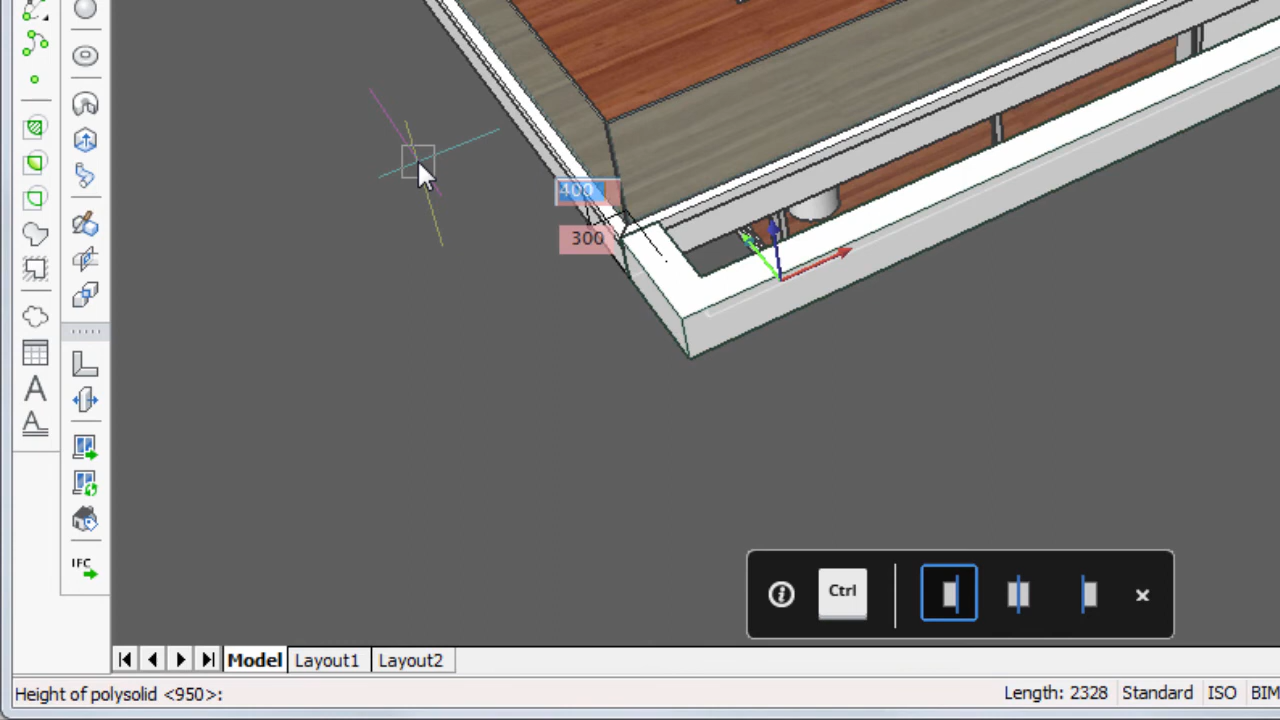 400
300
A
A
IFC
Ctrl
Model Layout1 Layout2
Height of polysolid <950>: Length: 2328 Standard ISO BIM